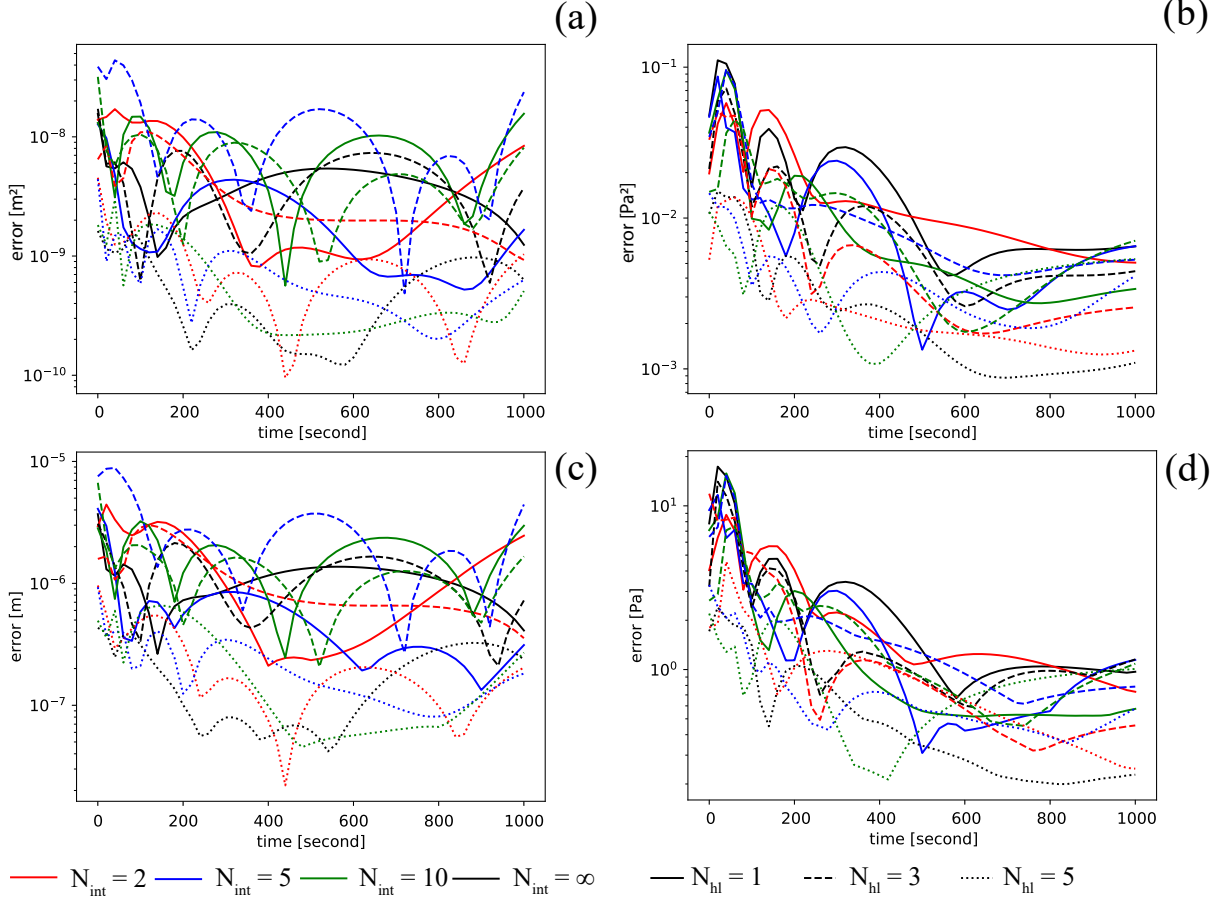 (a)
(b)
error [m²]
10⁻⁸
10⁻⁹
10⁻¹⁰
0 200 400 600 800 1000
time [second]
error [Pa²]
10⁻¹
10⁻²
10⁻³
0 200 400 600 800 1000
time [second]
(c)
(d)
error [m]
10⁻⁵
10⁻⁶
10⁻⁷
0 200 400 600 800 1000
time [second]
error [Pa]
10¹
10⁰
0 200 400 600 800 1000
time [second]
N_int = 2 N_int = 5 N_int = 10 N_int = ∞ N_hl = 1 N_hl = 3 N_hl = 5